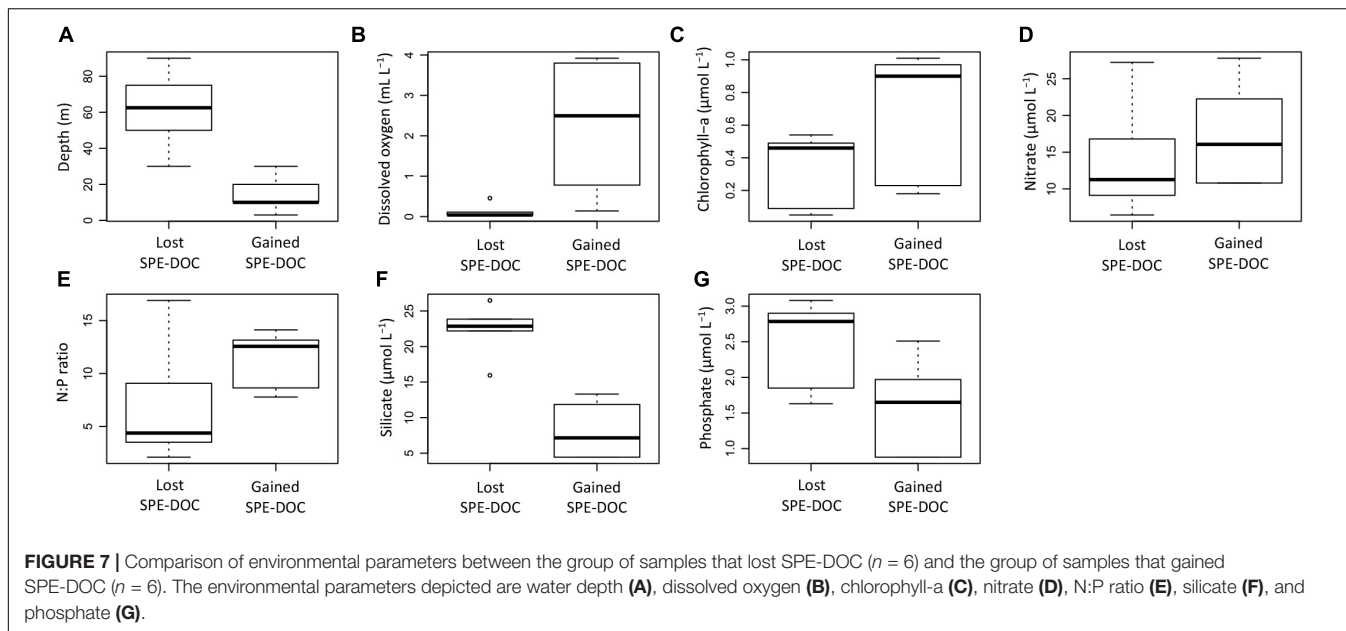 A
Depth (m)
0 20 40 60 80
Lost
SPE-DOC
Gained
SPE-DOC
B
Dissolved oxygen (mL L⁻¹)
0 1 2 3 4
Lost
SPE-DOC
Gained
SPE-DOC
C
Chlorophyll−a (µmol L⁻¹)
0.2 0.4 0.6 0.8 1.0
Lost
SPE-DOC
Gained
SPE-DOC
D
Nitrate (µmol L⁻¹)
10 15 20 25
Lost
SPE-DOC
Gained
SPE-DOC
E
N:P ratio
5 10 15
Lost
SPE-DOC
Gained
SPE-DOC
F
Silicate (µmol L⁻¹)
5 10 15 20 25
Lost
SPE-DOC
Gained
SPE-DOC
G
Phosphate (µmol L⁻¹)
1.0 1.5 2.0 2.5 3.0
Lost
SPE-DOC
Gained
SPE-DOC
FIGURE 7 | Comparison of environmental parameters between the group of samples that lost SPE-DOC (n = 6) and the group of samples that gained
SPE-DOC (n = 6). The environmental parameters depicted are water depth (A), dissolved oxygen (B), chlorophyll-a (C), nitrate (D), N:P ratio (E), silicate (F), and
phosphate (G).